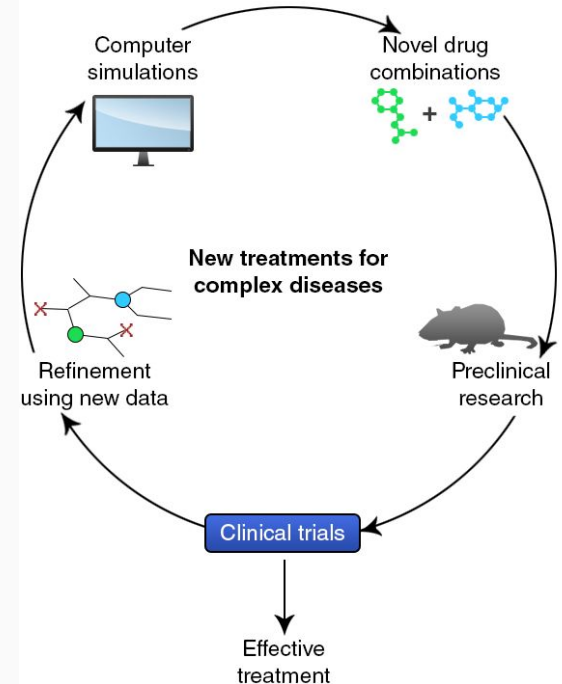 Computer
simulations
Novel drug
combinations
+
New treatments for
complex diseases
Refinement
using new data
Preclinical
research
Clinical trials
Effective
treatment